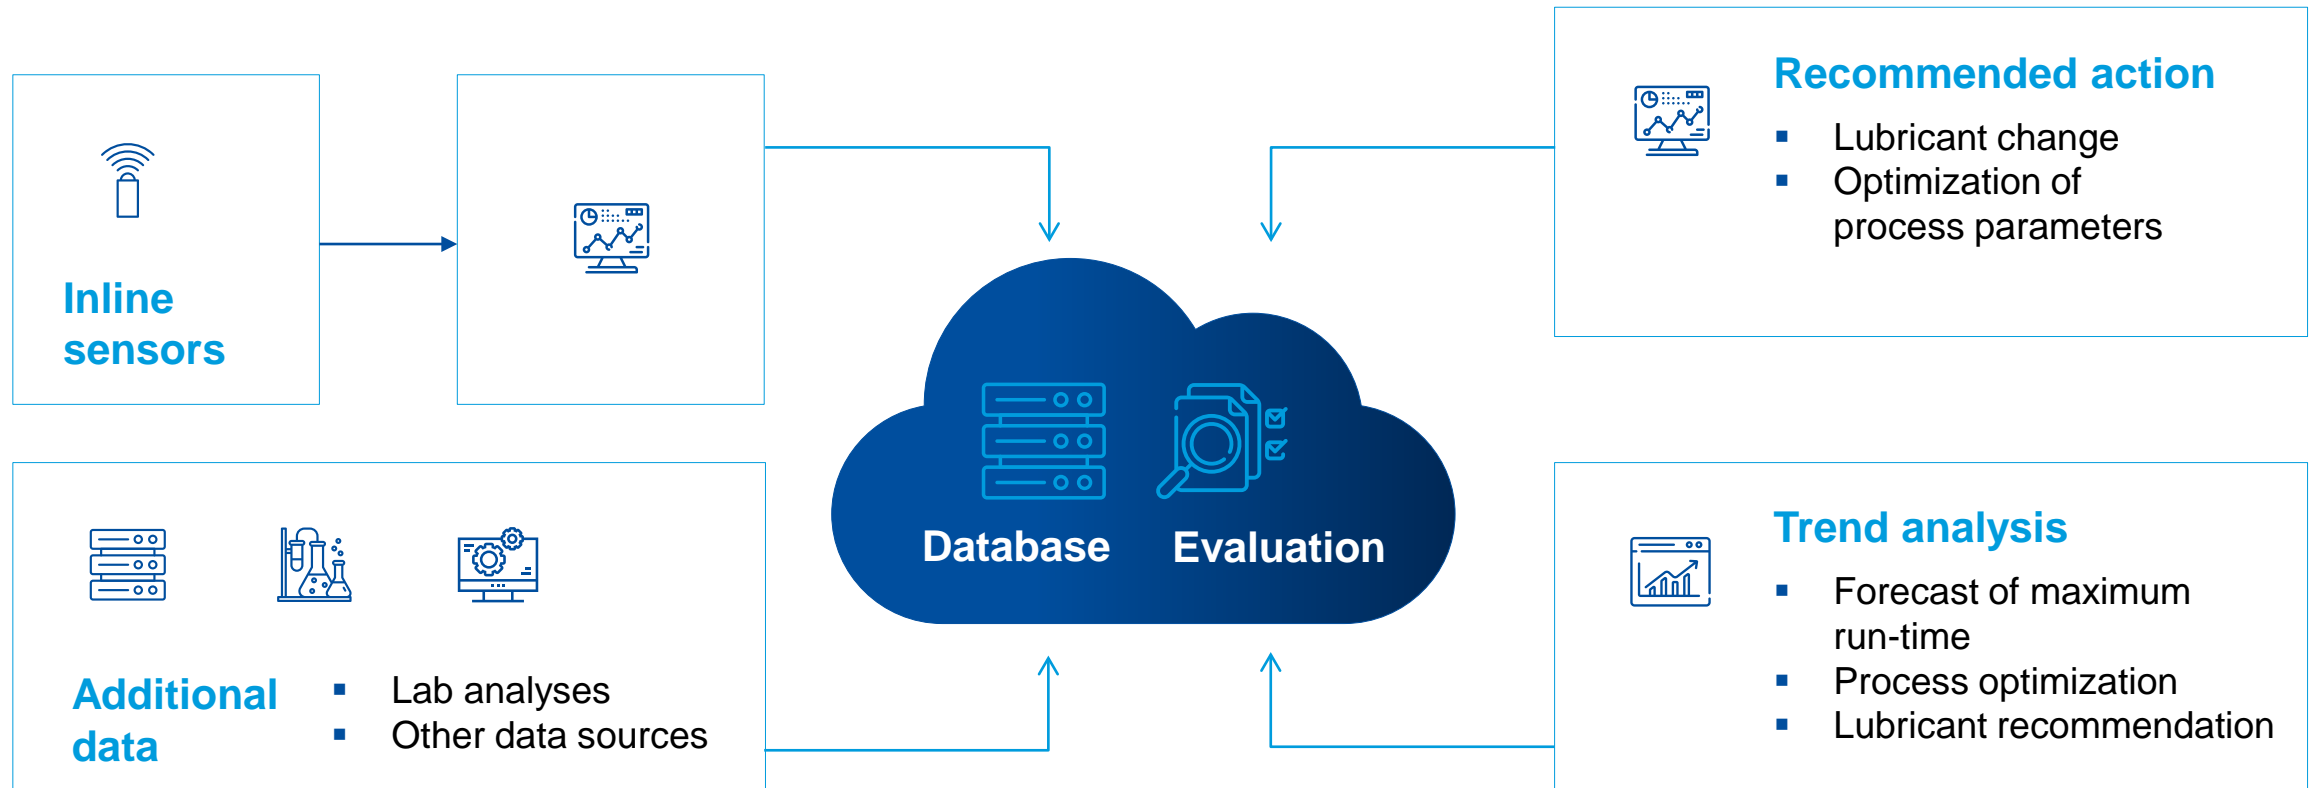 Inline
sensors
Additional
data
▪ Lab analyses
▪ Other data sources
Database
Evaluation
Recommended action
▪ Lubricant change
▪ Optimization of
process parameters
Trend analysis
▪ Forecast of maximum
run-time
▪ Process optimization
▪ Lubricant recommendation